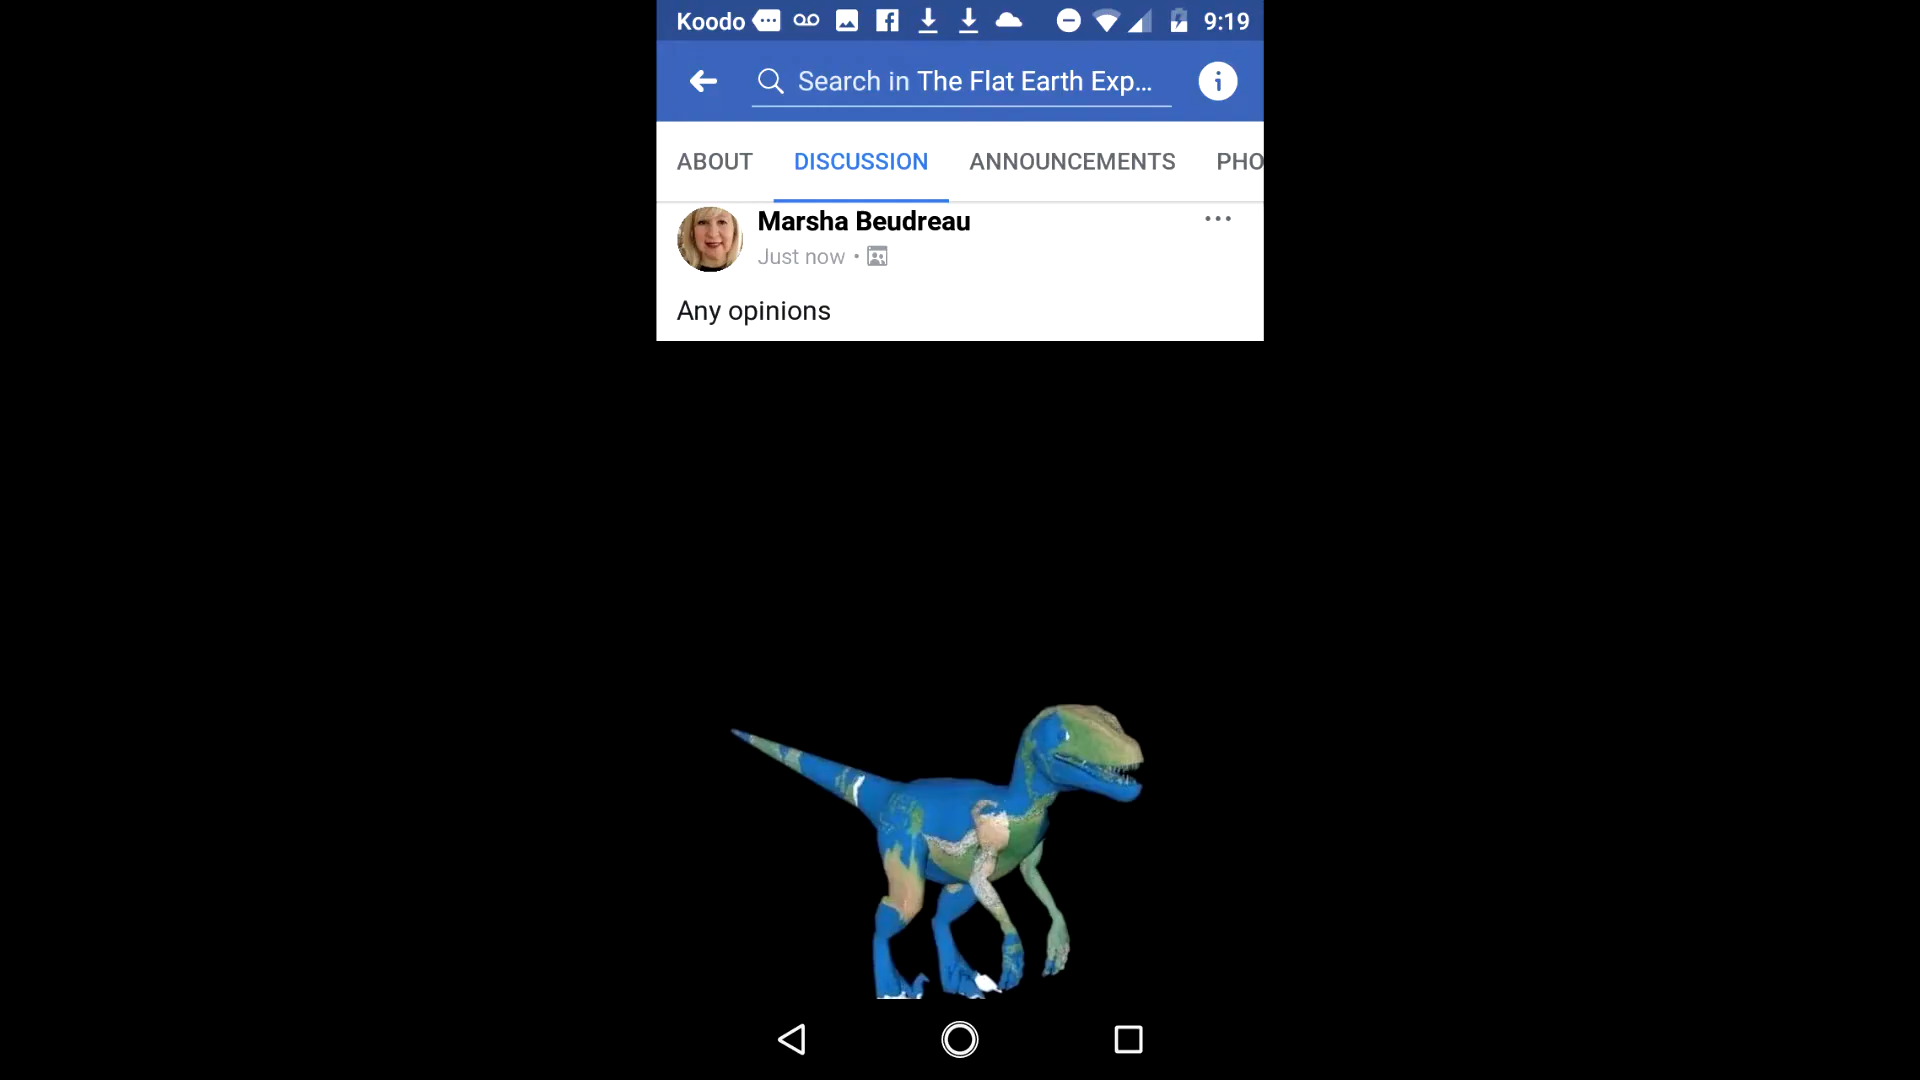 Koodo 9:19
Search in The Flat Earth Exp...
ABOUT DISCUSSION ANNOUNCEMENTS PHO
Marsha Beudreau
Just now
Any opinions